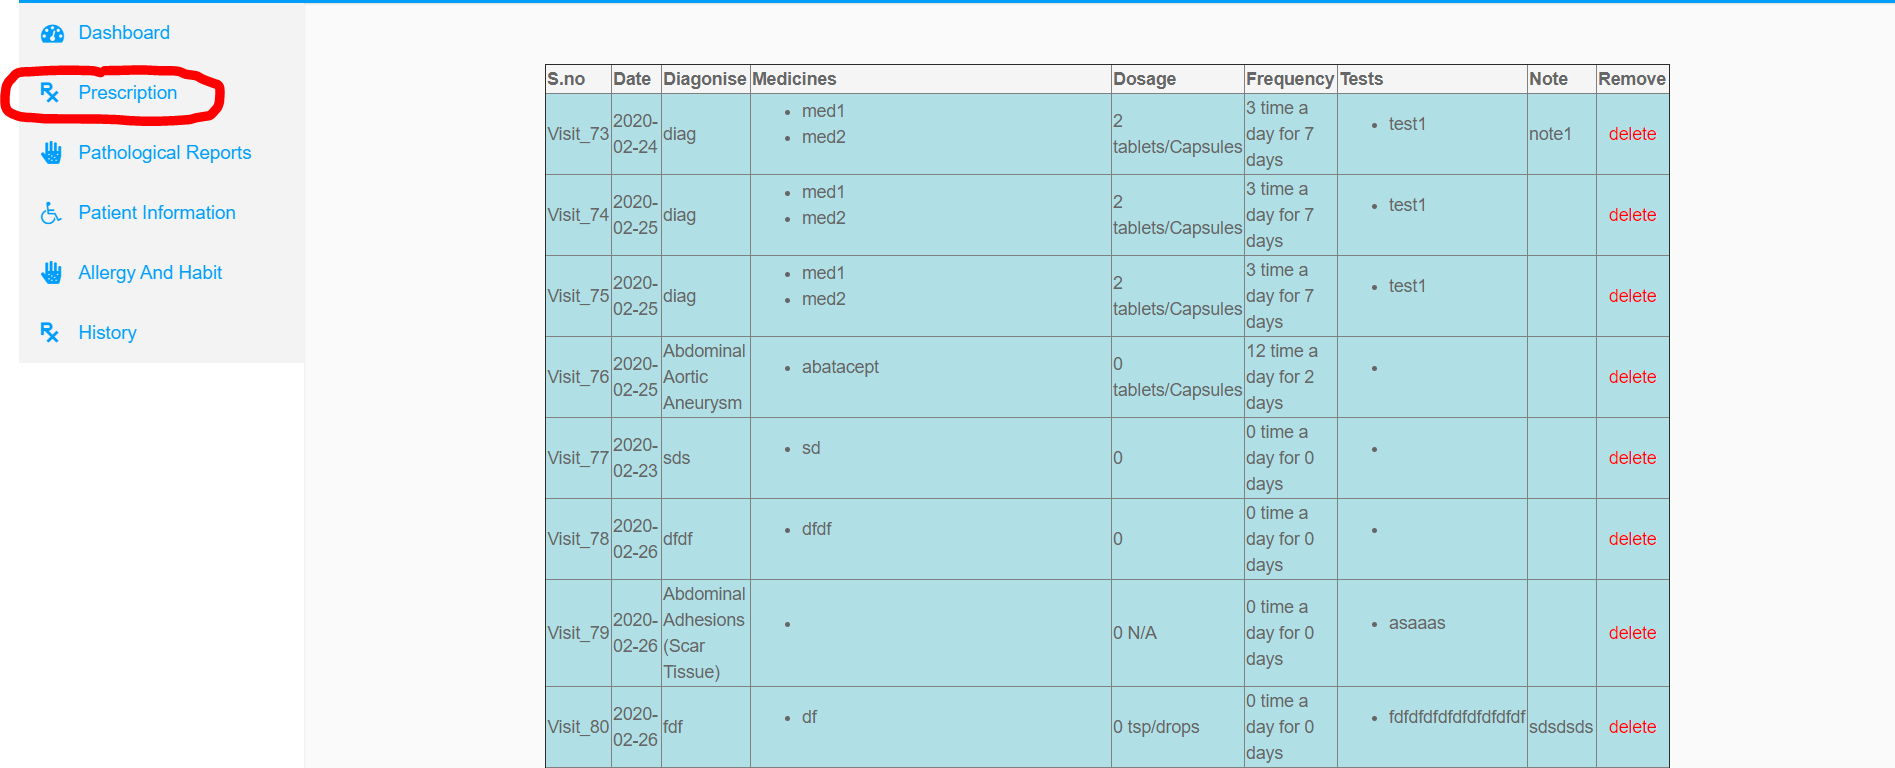 Dashboard
Prescription
Pathological Reports
Patient Information
Allergy And Habit
History
S.no Date Diagonise Medicines Dosage Frequency Tests Note Remove
Visit_73 2020-02-24 diag med1 med2 2 tablets/Capsules 3 time a day for 7 days test1 note1 delete
Visit_74 2020-02-25 diag med1 med2 2 tablets/Capsules 3 time a day for 7 days test1 delete
Visit_75 2020-02-25 diag med1 med2 2 tablets/Capsules 3 time a day for 7 days test1 delete
Visit_76 2020-02-25 Abdominal Aortic Aneurysm abatacept 0 tablets/Capsules 12 time a day for 2 days delete
Visit_77 2020-02-23 sds sd 0 0 time a day for 0 days delete
Visit_78 2020-02-26 dfdf dfdf 0 0 time a day for 0 days delete
Visit_79 2020-02-26 Abdominal Adhesions (Scar Tissue) 0 N/A 0 time a day for 0 days asaaas delete
Visit_80 2020-02-26 fdf df 0 tsp/drops 0 time a day for 0 days fdfdfdfdfdfdfdfdfdf sdsdsds delete